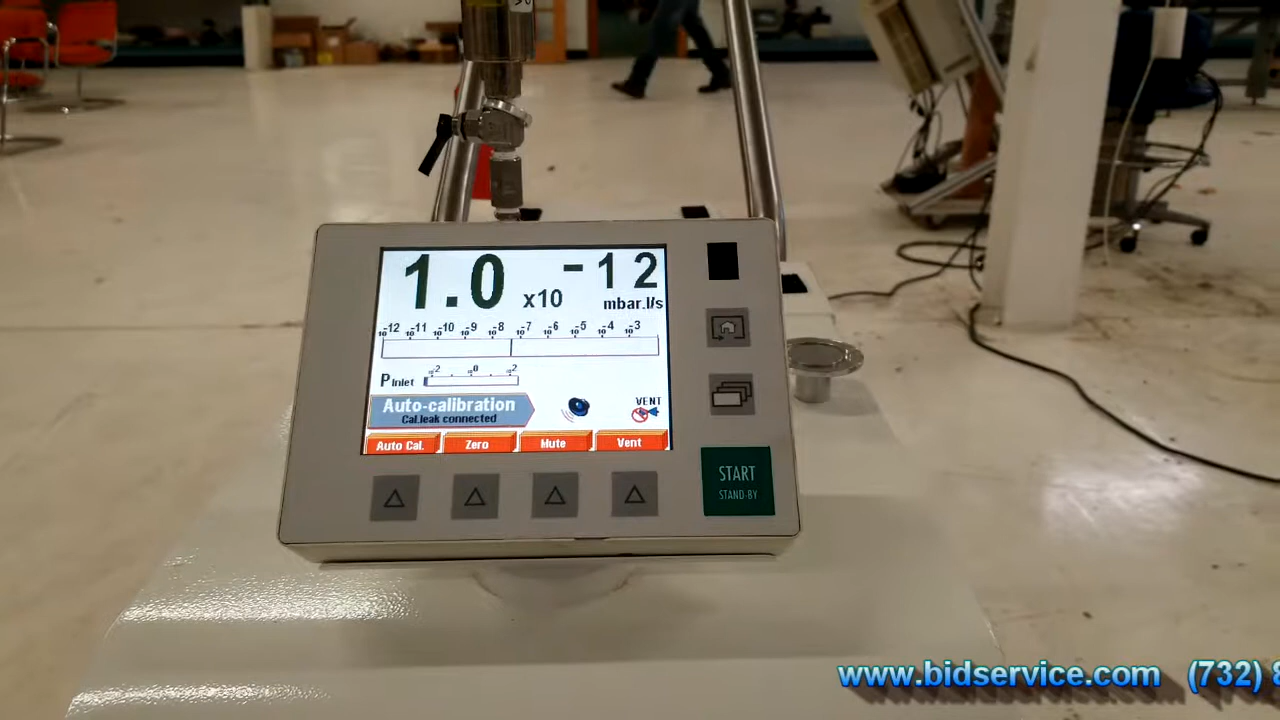 1.0 x10 -12
mbar.l/s
10-12 10-11 10-10 10-9 10-8 10-7 10-6 10-5 10-4 10-3
P Inlet
Auto-calibration
Cal.leak connected
VENT
Auto Cal. Zero Mute Vent
START
STAND-BY
www.bidservice.com (732) 8